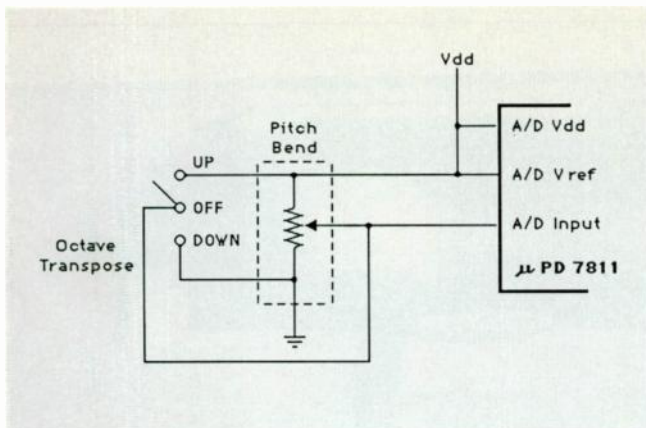 Vdd
Pitch
Bend
A/D Vdd
UP
A/D Vref
OFF
A/D Input
DOWN
Octave
Transpose
μPD 7811